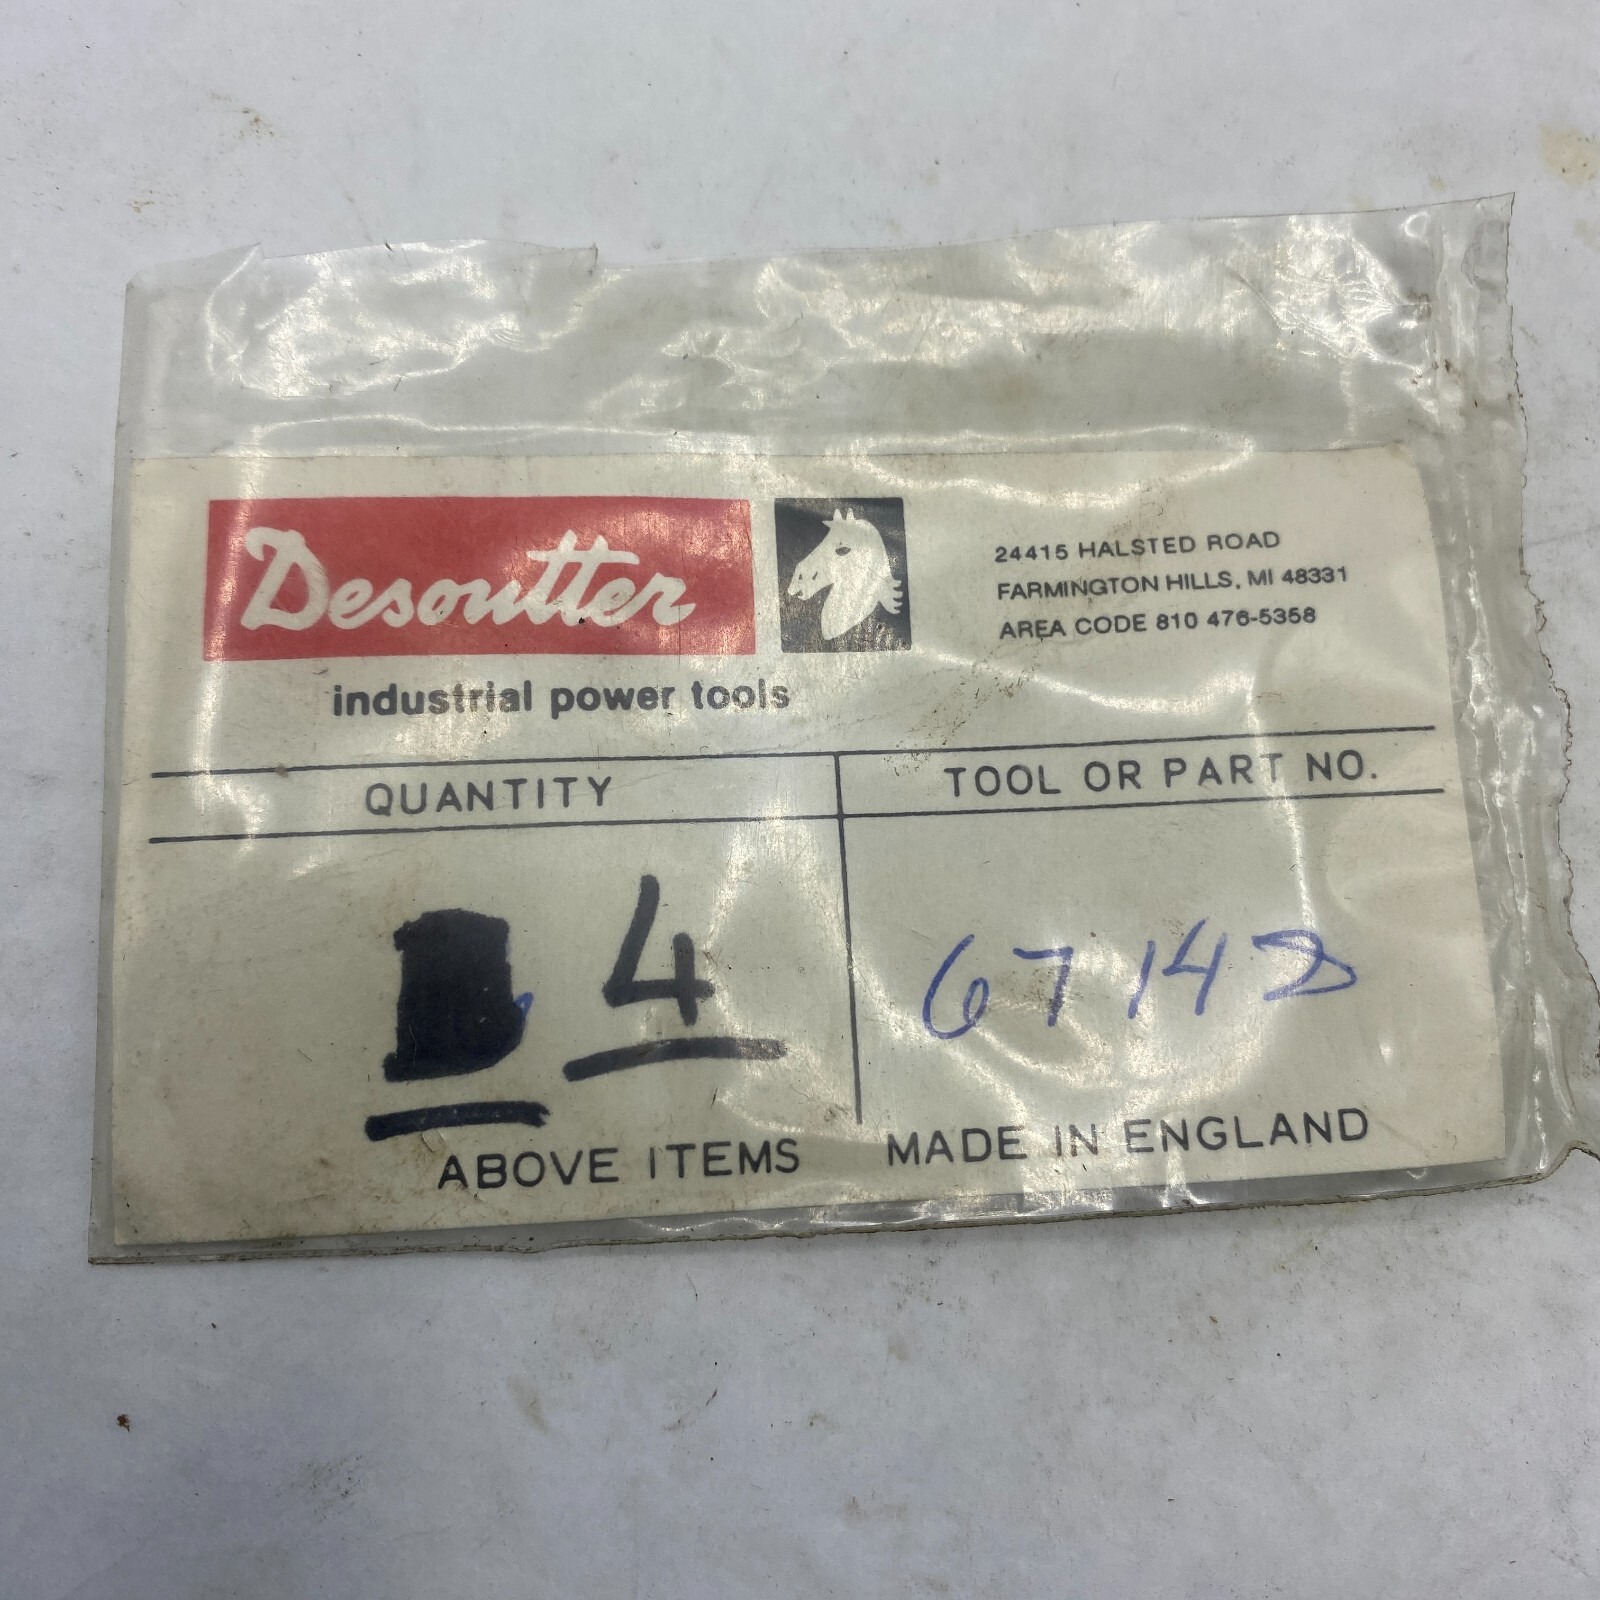 Desoutter
industrial power tools
24415 HALSTED ROAD
FARMINGTON HILLS, MI 48331
AREA CODE 810 476-5358
QUANTITY
TOOL OR PART NO.
4
67142
ABOVE ITEMS MADE IN ENGLAND